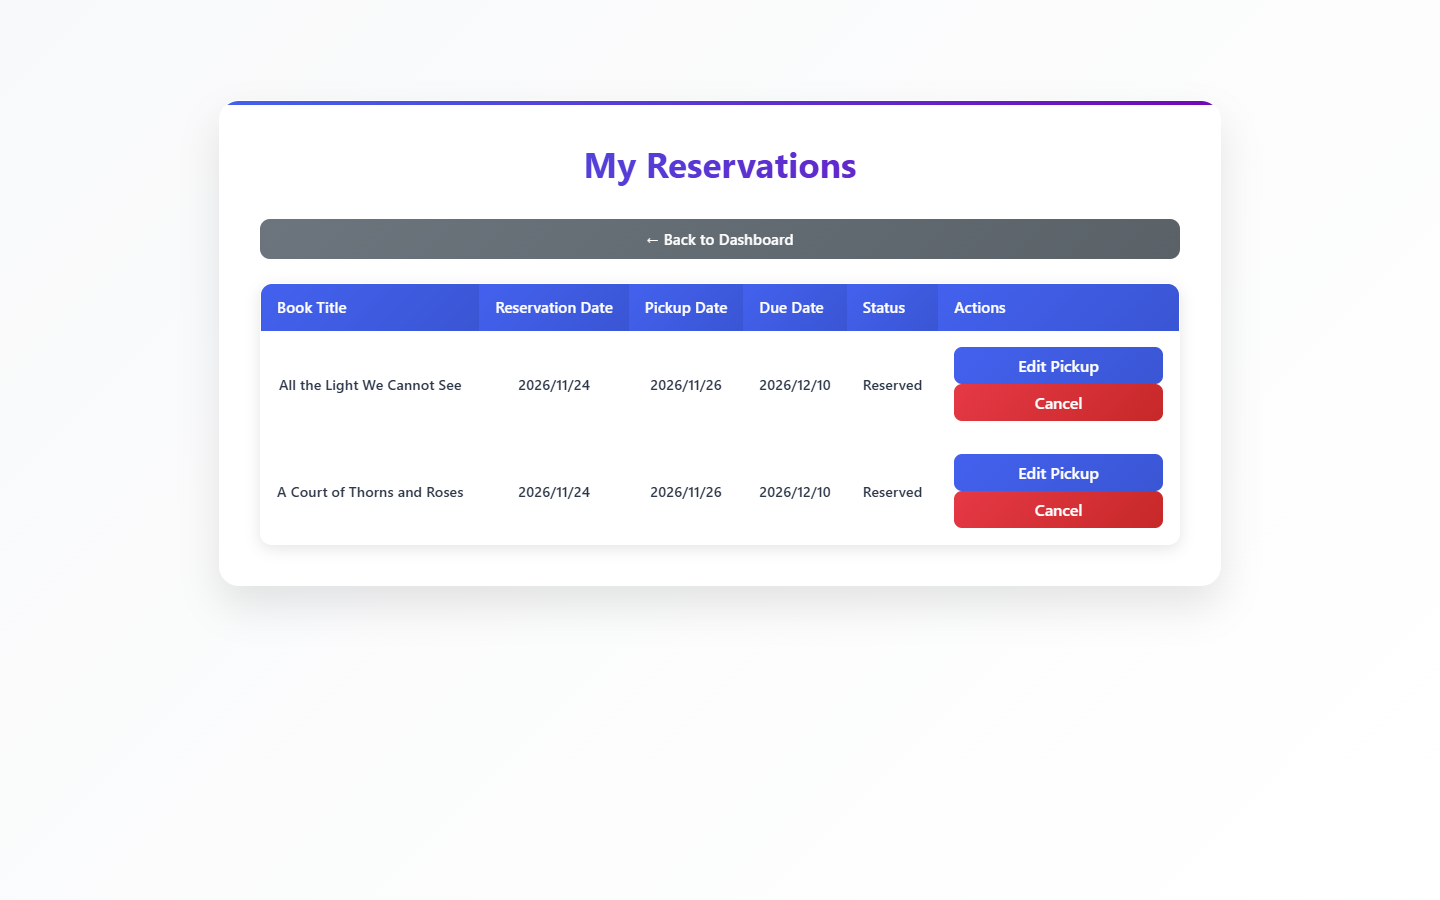 My Reservations
← Back to Dashboard
Book Title Reservation Date Pickup Date Due Date Status Actions
All the Light We Cannot See 2026/11/24 2026/11/26 2026/12/10 Reserved Edit Pickup
Cancel
A Court of Thorns and Roses 2026/11/24 2026/11/26 2026/12/10 Reserved Edit Pickup
Cancel